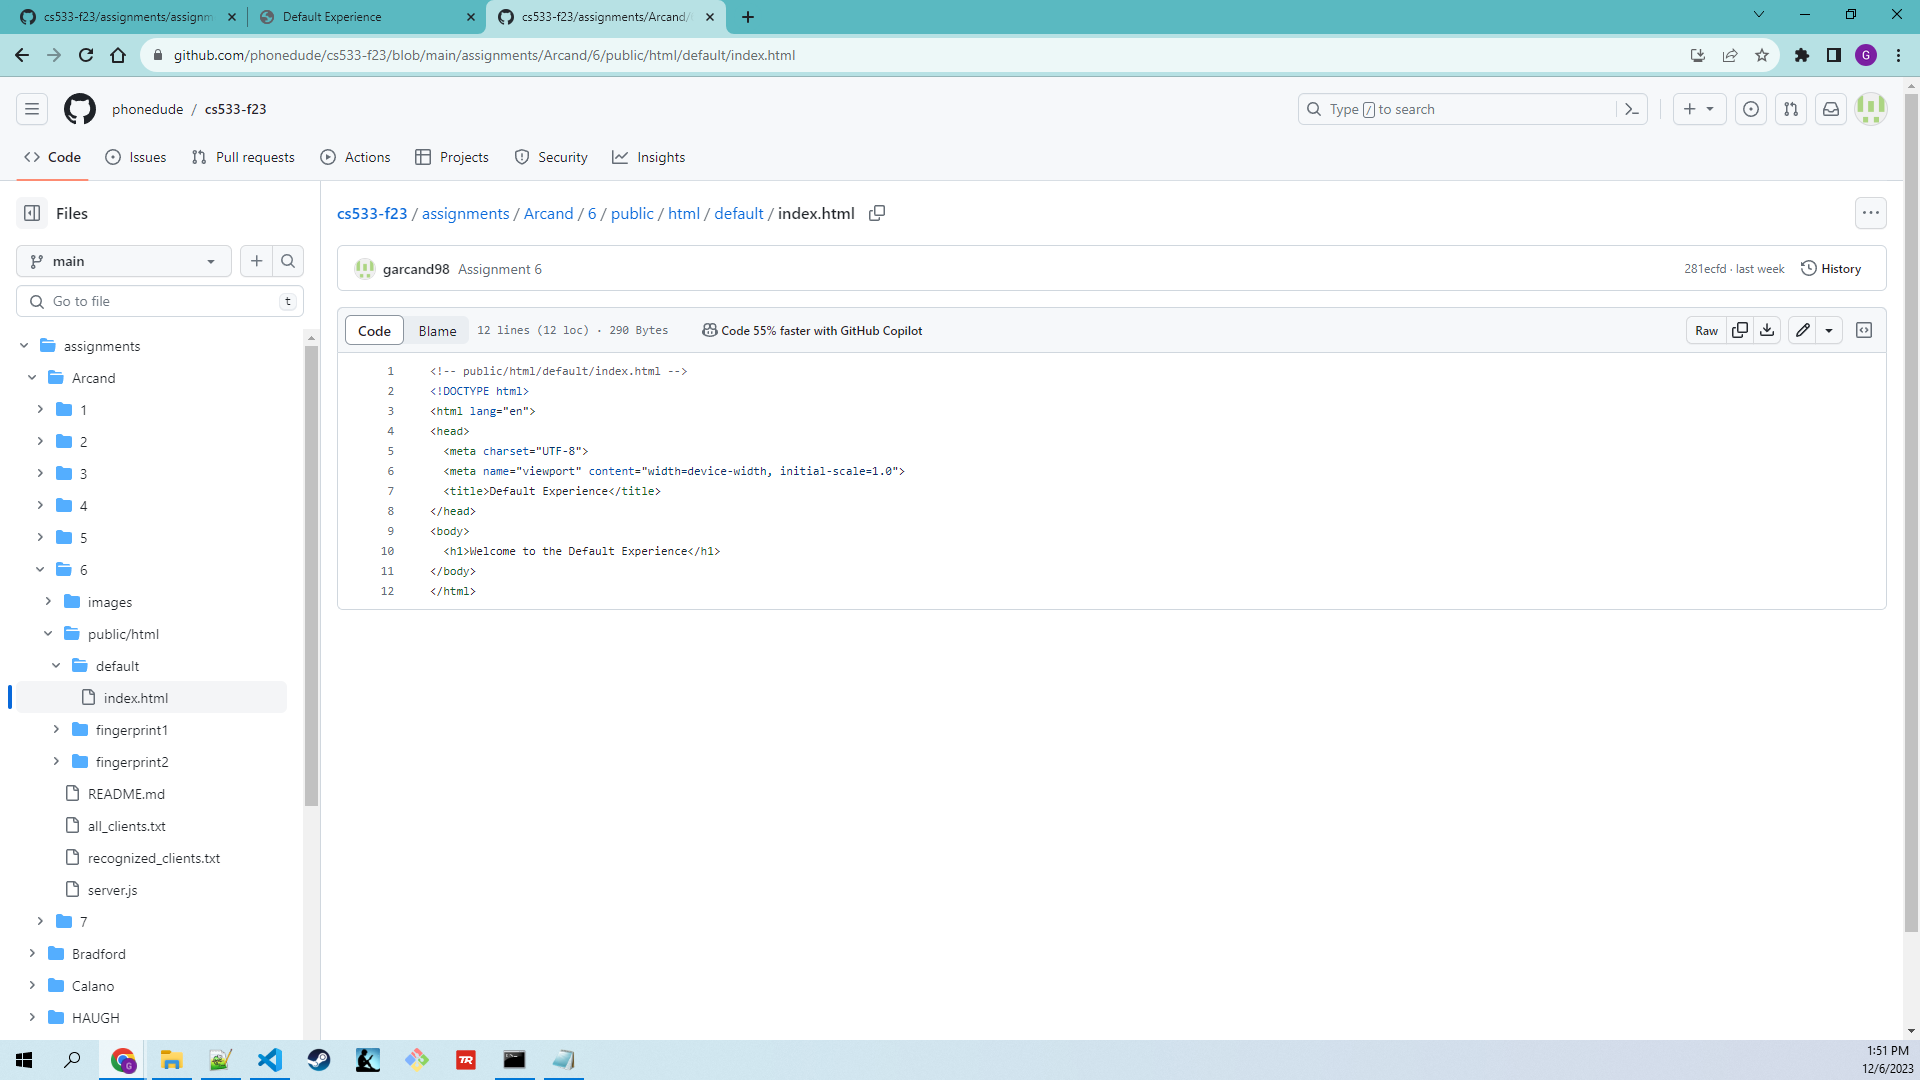 cs533-f23/assignments/assignm
Default Experience
cs533-f23/assignments/Arcand/
github.com/phonedude/cs533-f23/blob/main/assignments/Arcand/6/public/html/default/index.html
G
phonedude / cs533-f23
Type / to search
Code
Issues
Pull requests
Actions
Projects
Security
Insights
Files
cs533-f23 / assignments / Arcand / 6 / public / html / default / index.html
main
garcand98 Assignment 6
281ecfd · last week
History
Go to file
t
Code
Blame
12 lines (12 loc) · 290 Bytes
Code 55% faster with GitHub Copilot
Raw
assignments
Arcand
1
2
3
4
5
6
images
public/html
default
index.html
fingerprint1
fingerprint2
README.md
all_clients.txt
recognized_clients.txt
server.js
7
Bradford
Calano
HAUGH
1 <!-- public/html/default/index.html -->
2 <!DOCTYPE html>
3 <html lang="en">
4 <head>
5 <meta charset="UTF-8">
6 <meta name="viewport" content="width=device-width, initial-scale=1.0">
7 <title>Default Experience</title>
8 </head>
9 <body>
10 <h1>Welcome to the Default Experience</h1>
11 </body>
12 </html>
G
TR
1:51 PM
12/6/2023